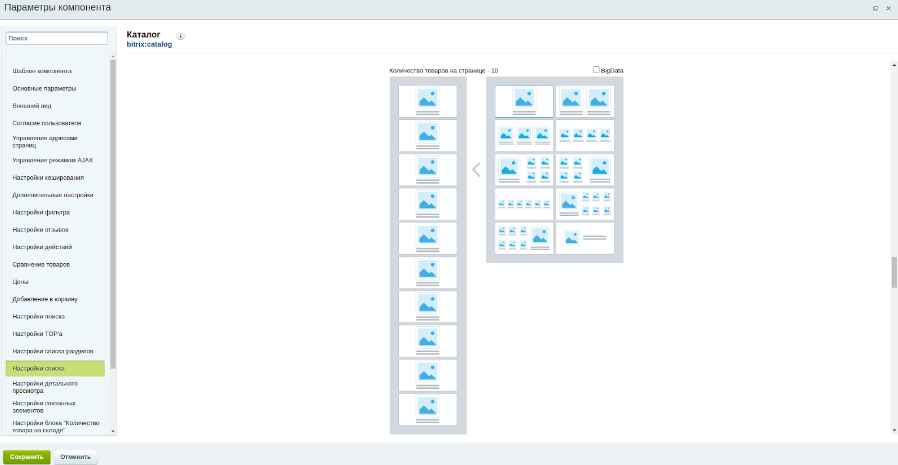 Параметры компонента
Поиск
Каталог
bitrix:catalog
Шаблон компонента
Основные параметры
Внешний вид
Согласие пользователя
Управление адресами
страниц
Управление режимом AJAX
Настройки кеширования
Дополнительные настройки
Настройки фильтра
Настройки отзывов
Настройки действий
Сравнение товаров
Цены
Добавление в корзину
Настройки поиска
Настройки TOP'а
Настройки списка разделов
Настройки списка
Настройки детального
просмотра
Настройки связанных
элементов
Настройки блока "Количество
товара на складе"
Количество товаров на странице - 10
BigData
Сохранить
Отменить